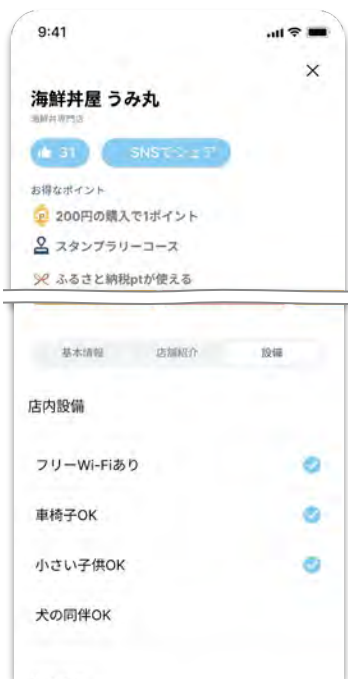 9:41
海鮮丼屋 うみ丸
海鮮丼専門店
31
SNSでシェア
お得なポイント
200円の購入で1ポイント
スタンプラリーコース
ふるさと納税ptが使える
基本情報 店舗紹介 設備
店内設備
フリーWi-Fiあり
車椅子OK
小さい子供OK
犬の同伴OK